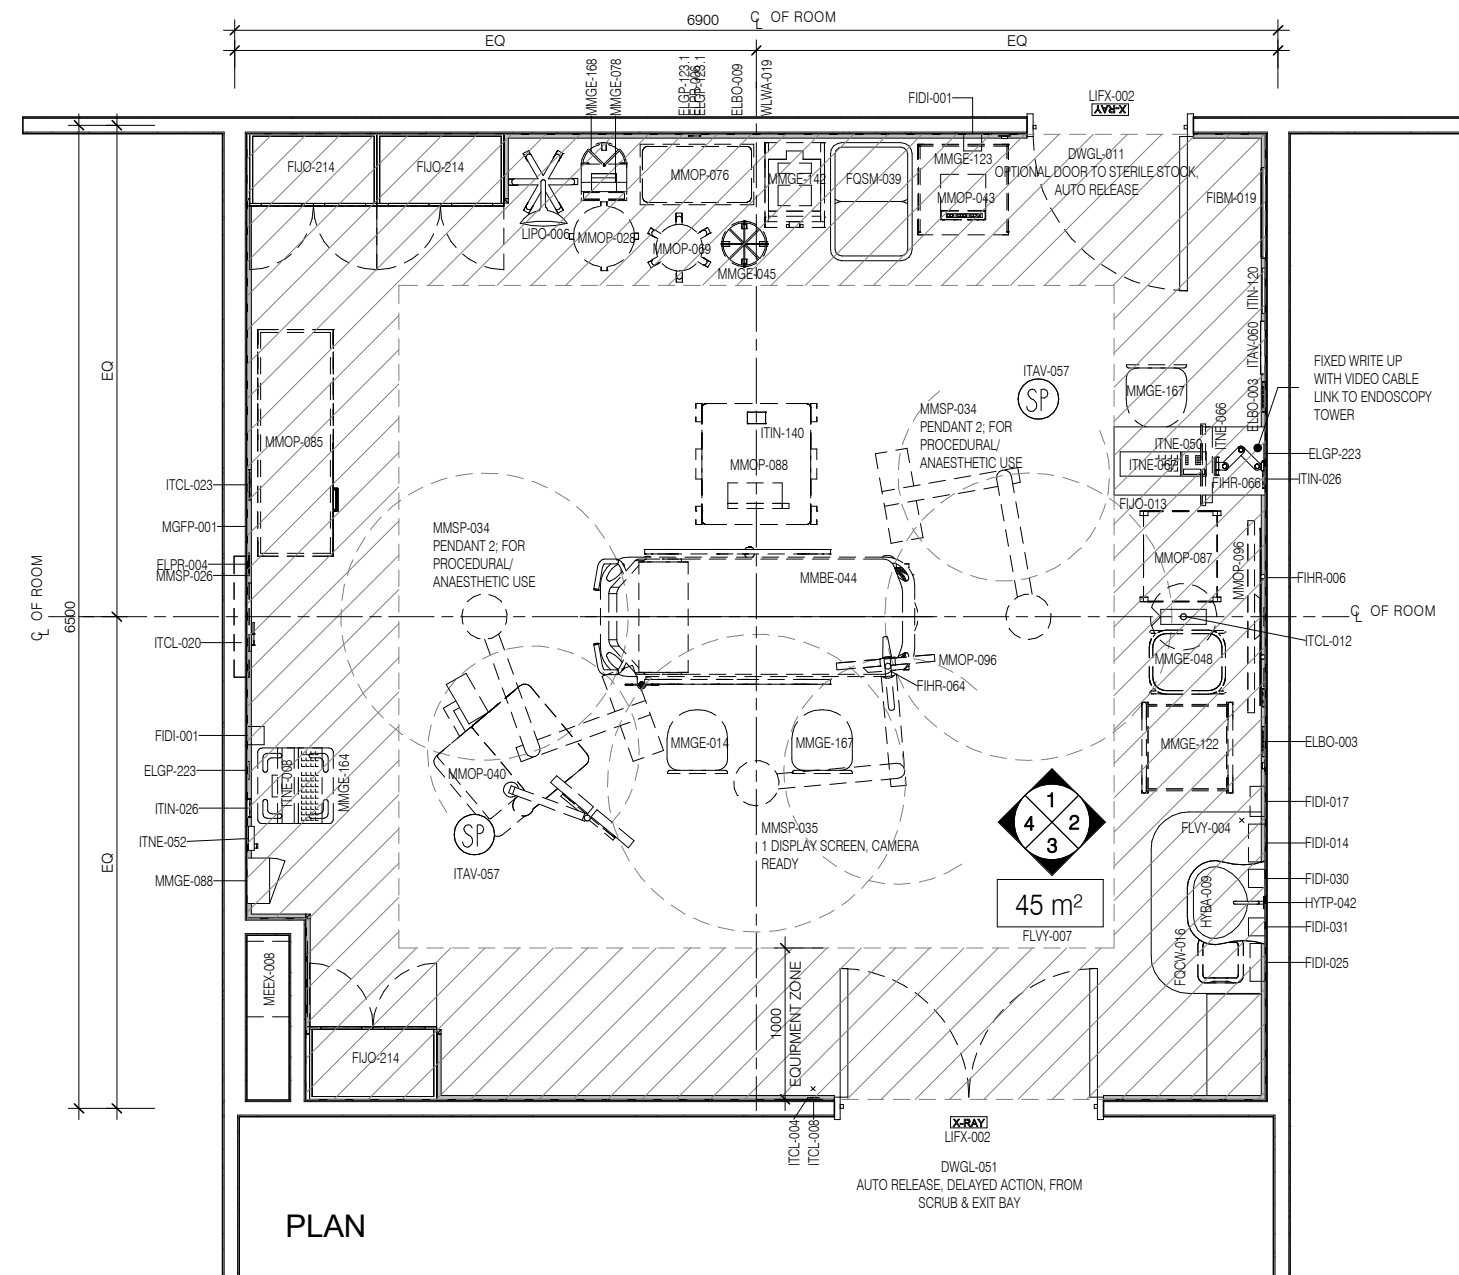 6900
C L OF ROOM
EQ
EQ
MMGE-168
MMGE-078
ELGP-123.1
ELGP-123.1
ELBO-009
WLWA-019
FIDI-001
LIFX-002
X-RAY
FIJO-214
FIJO-214
LIPO-006
MMOP-028
MMOP-076
MMOP-069
MMGE-045
MMGE-142
FQSM-039
MMGE-123
MMOP-043
DWGL-011
OPTIONAL DOOR TO STERILE STOCK,
AUTO RELEASE
FIBM-019
ITIN-120
ITAV-060
ELBO-003
EQ
C L OF ROOM
6500
EQ
MMOP-085
ITCL-023
MGFP-001
ELPR-004
MMSP-026
ITCL-020
FIDI-001
ELGP-223
ITIN-026
ITNE-052
MMGE-088
ITNE-008
MMGE-164
MEEX-008
FIJO-214
ITIN-140
MMOP-088
MMSP-034
PENDANT 2; FOR
PROCEDURAL/
ANAESTHETIC USE
MMSP-034
PENDANT 2; FOR
PROCEDURAL/
ANAESTHETIC USE
ITAV-057
SP
MMGE-167
ITNE-066
ITNE-050
ITNE-067
FIHR-066
FIJO-013
FIXED WRITE UP
WITH VIDEO CABLE
LINK TO ENDOSCOPY
TOWER
ELGP-223
ITIN-026
MMOP-087
MMOP-096
FIHR-006
C L OF ROOM
ITCL-012
MMGE-048
MMGE-122
ELBO-003
MMBE-044
MMOP-096
FIHR-064
MMGE-014
MMGE-167
MMOP-040
SP
ITAV-057
MMSP-035
1 DISPLAY SCREEN, CAMERA
READY
1
4 2
3
45 m²
FLVY-007
FLVY-004
HYBA-009
FQCW-016
FIDI-017
FIDI-014
FIDI-030
HYTP-042
FIDI-031
FIDI-025
1000
EQUIPMENT ZONE
ITCL-004
ITCL-008
X-RAY
LIFX-002
DWGL-051
AUTO RELEASE, DELAYED ACTION, FROM
SCRUB & EXIT BAY
PLAN